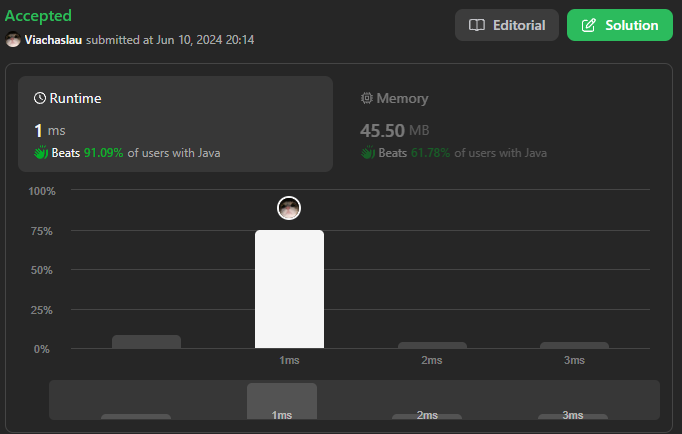 Accepted
Editorial
Solution
Viachaslau submitted at Jun 10, 2024 20:14
Runtime
Memory
1 ms
45.50 MB
Beats 91.09% of users with Java
Beats 61.78% of users with Java
100%
75%
50%
25%
0%
1ms
2ms
3ms
1ms
2ms
3ms